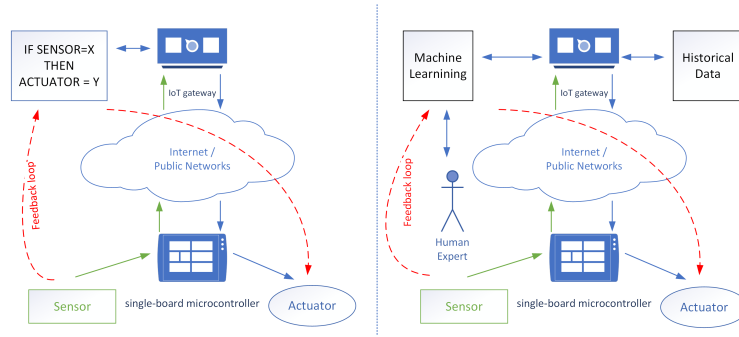 IF SENSOR=X
THEN
ACTUATOR = Y
IoT gateway
Internet /
Public Networks
Feedback loop
Sensor
single-board microcontroller
Actuator
Machine
Learnining
Historical
Data
IoT gateway
Internet /
Public Networks
Feedback loop
Human
Expert
Sensor
single-board microcontroller
Actuator